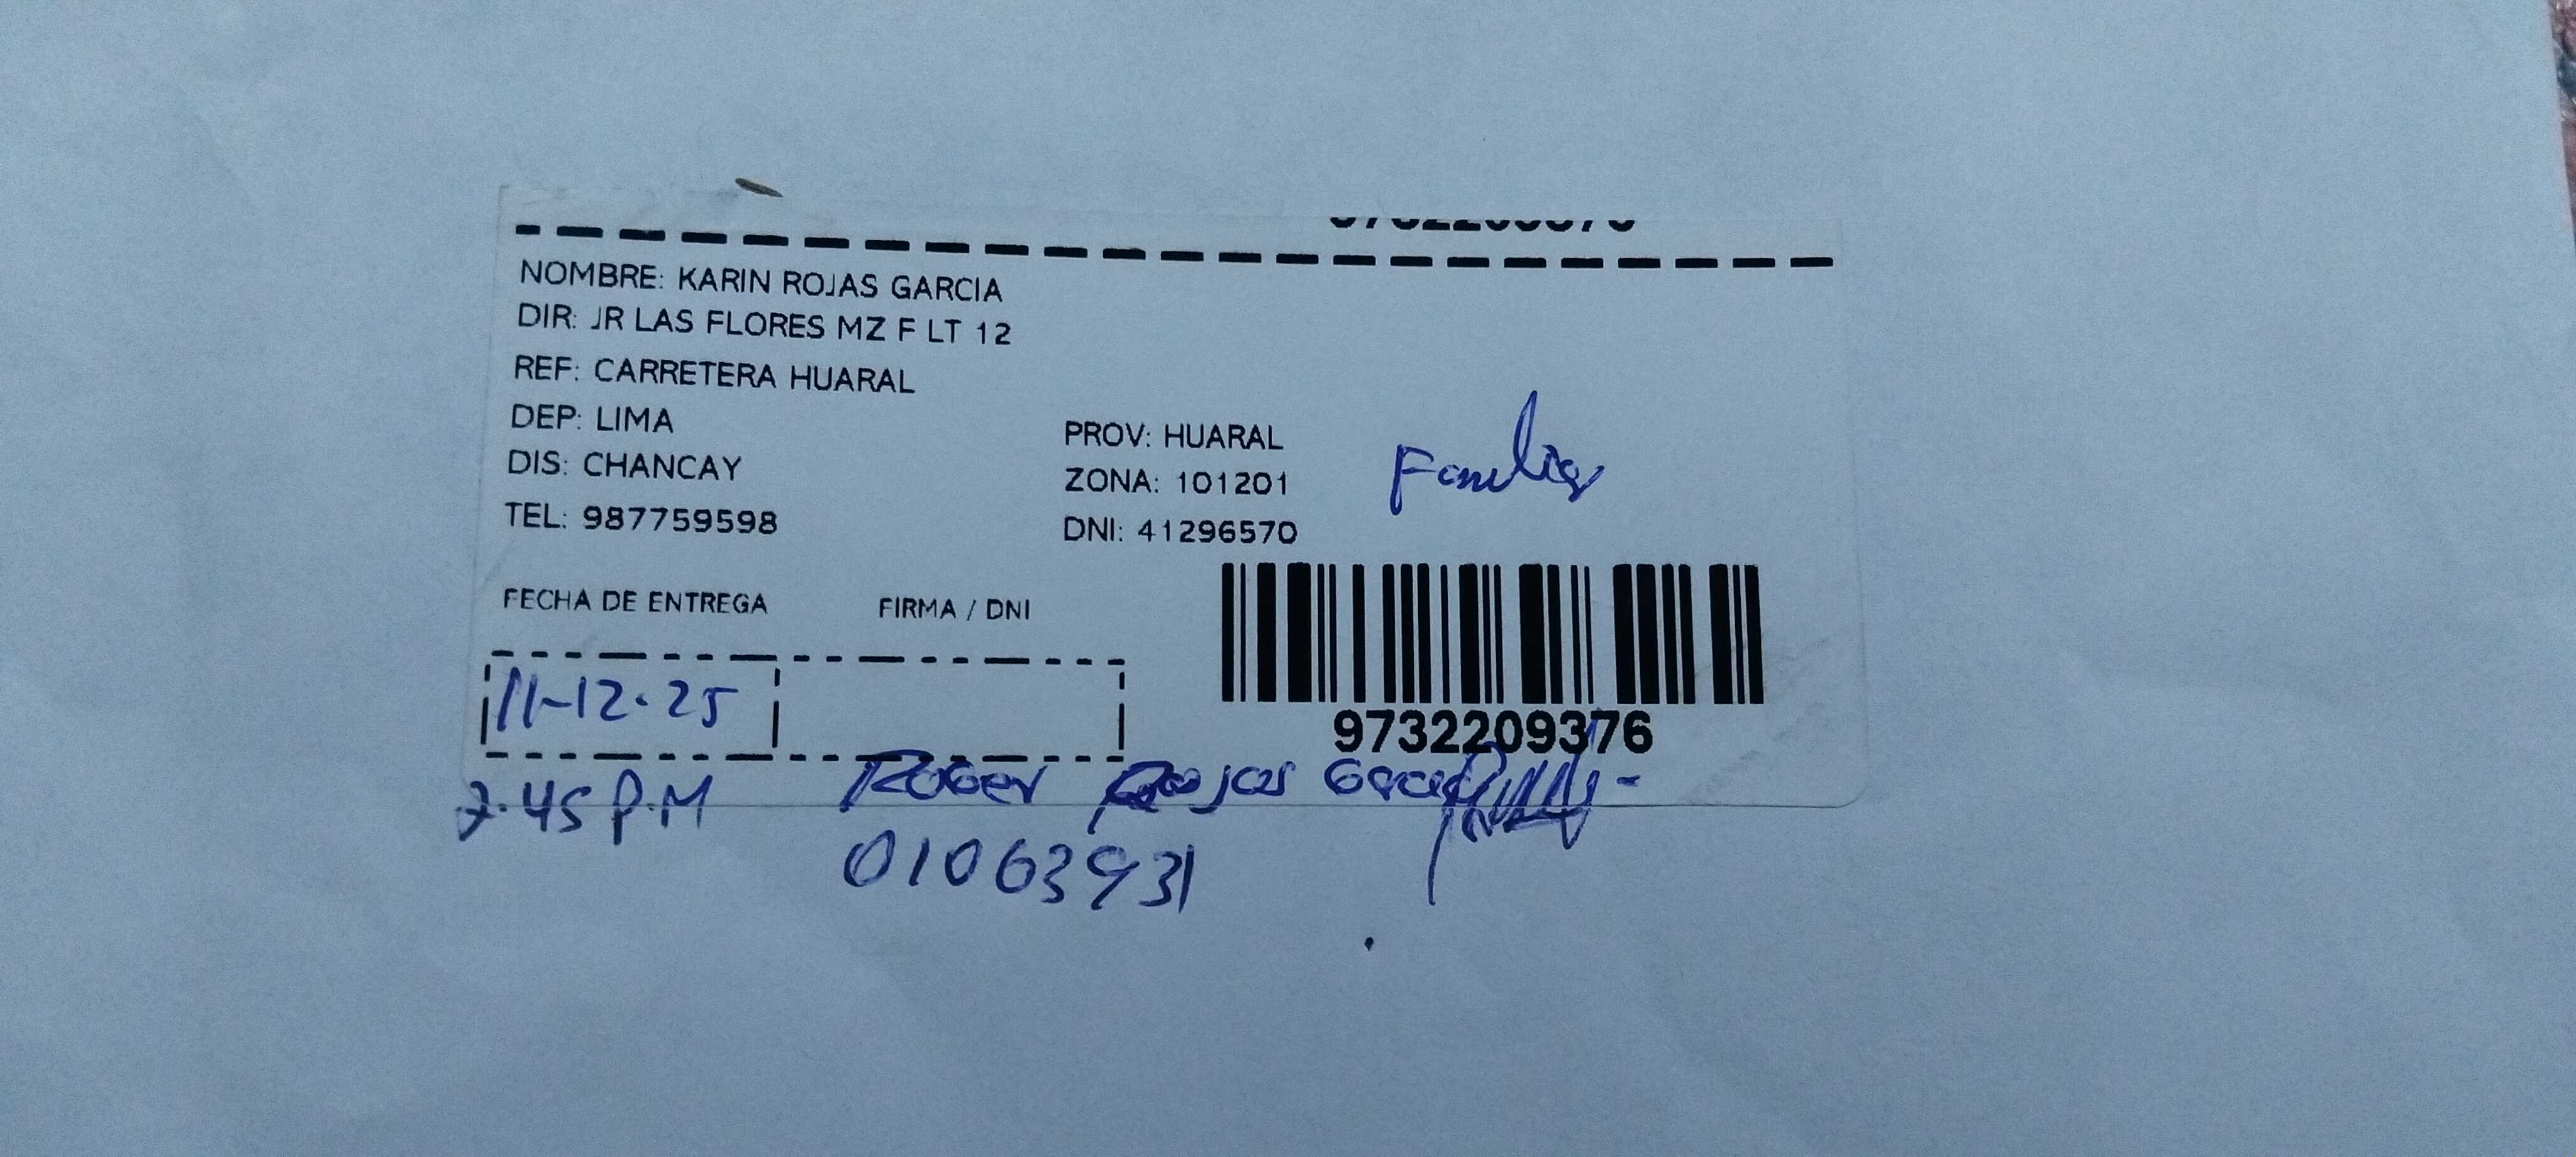 NOMBRE: KARIN ROJAS GARCIA
DIR: JR LAS FLORES MZ F LT 12
REF: CARRETERA HUARAL
DEP: LIMA PROV: HUARAL
DIS: CHANCAY ZONA: 101201
TEL: 987759598 DNI: 41296570
Familiar
FECHA DE ENTREGA FIRMA / DNI
11-12-25
9732209376
7:45 P.M Rober Rojas
01063931